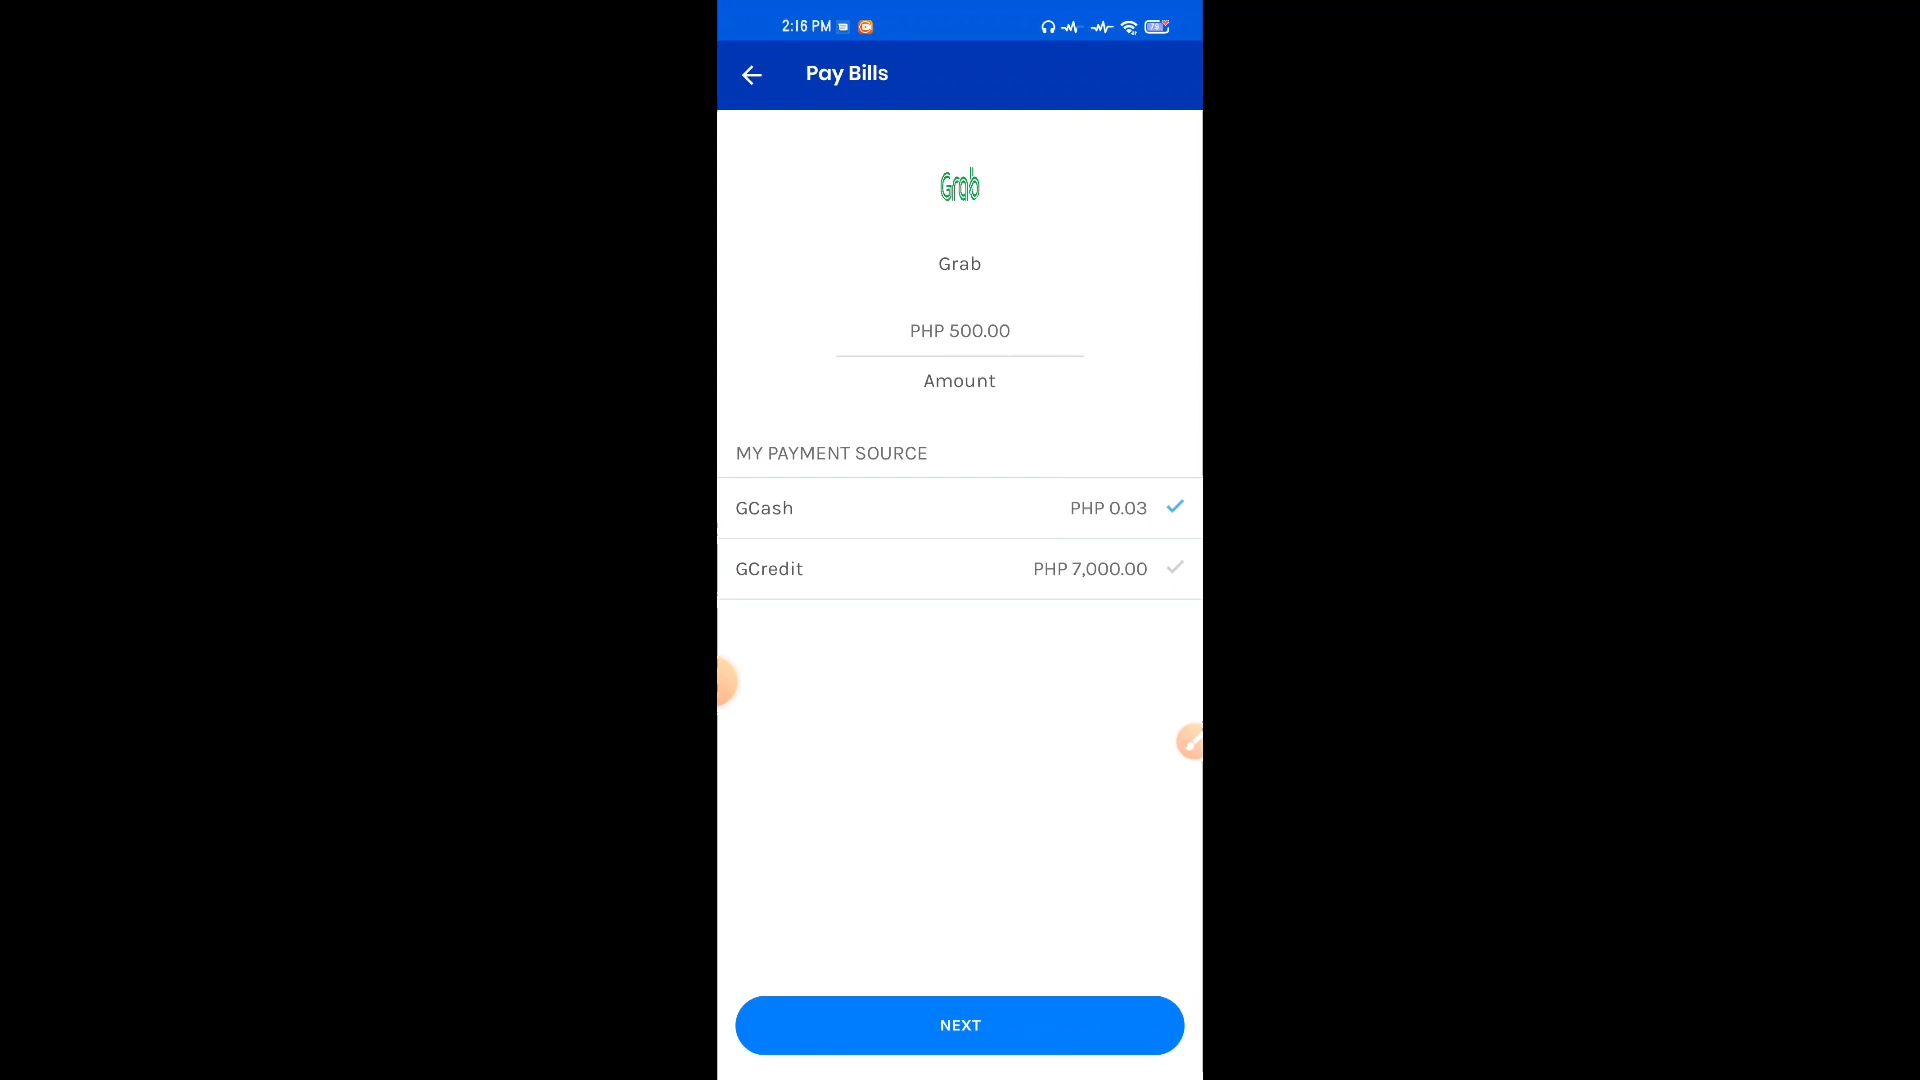 2:16 PM
Pay Bills
Grab
Grab
PHP 500.00
Amount
MY PAYMENT SOURCE
GCash PHP 0.03
GCredit PHP 7,000.00
NEXT